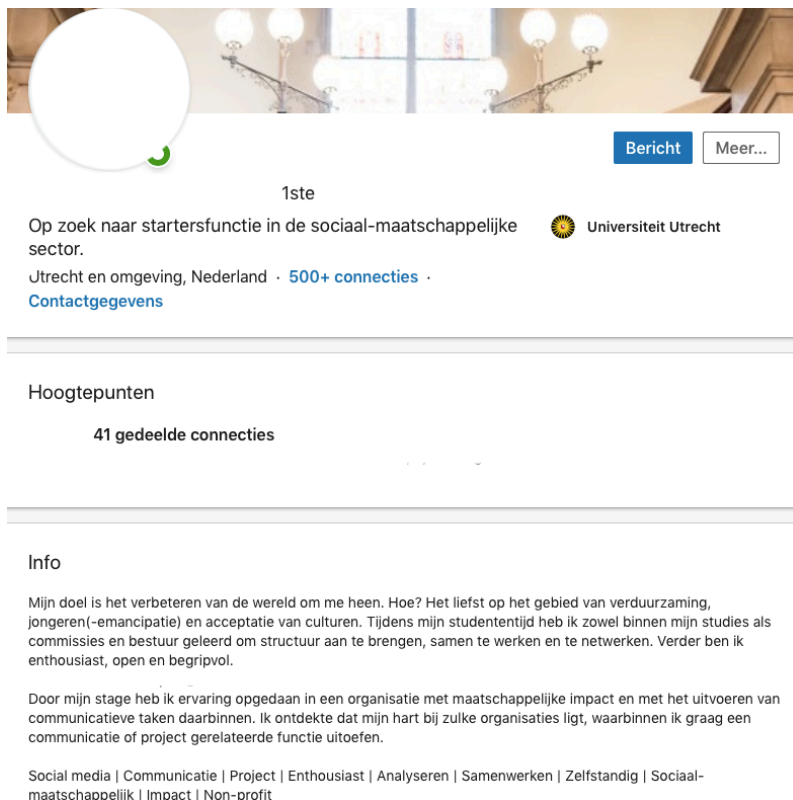 Bericht
Meer...
1ste
Op zoek naar startersfunctie in de sociaal-maatschappelijke
sector.
Universiteit Utrecht
Utrecht en omgeving, Nederland · 500+ connecties ·
Contactgegevens
Hoogtepunten
41 gedeelde connecties
Info
Mijn doel is het verbeteren van de wereld om me heen. Hoe? Het liefst op het gebied van verduurzaming,
jongeren(-emancipatie) en acceptatie van culturen. Tijdens mijn studententijd heb ik zowel binnen mijn studies als
commissies en bestuur geleerd om structuur aan te brengen, samen te werken en te netwerken. Verder ben ik
enthousiast, open en begripvol.
Door mijn stage heb ik ervaring opgedaan in een organisatie met maatschappelijke impact en met het uitvoeren van
communicatieve taken daarbinnen. Ik ontdekte dat mijn hart bij zulke organisaties ligt, waarbinnen ik graag een
communicatie of project gerelateerde functie uitoefen.
Social media | Communicatie | Project | Enthousiast | Analyseren | Samenwerken | Zelfstandig | Sociaal-
maatschappelijk | Impact | Non-profit